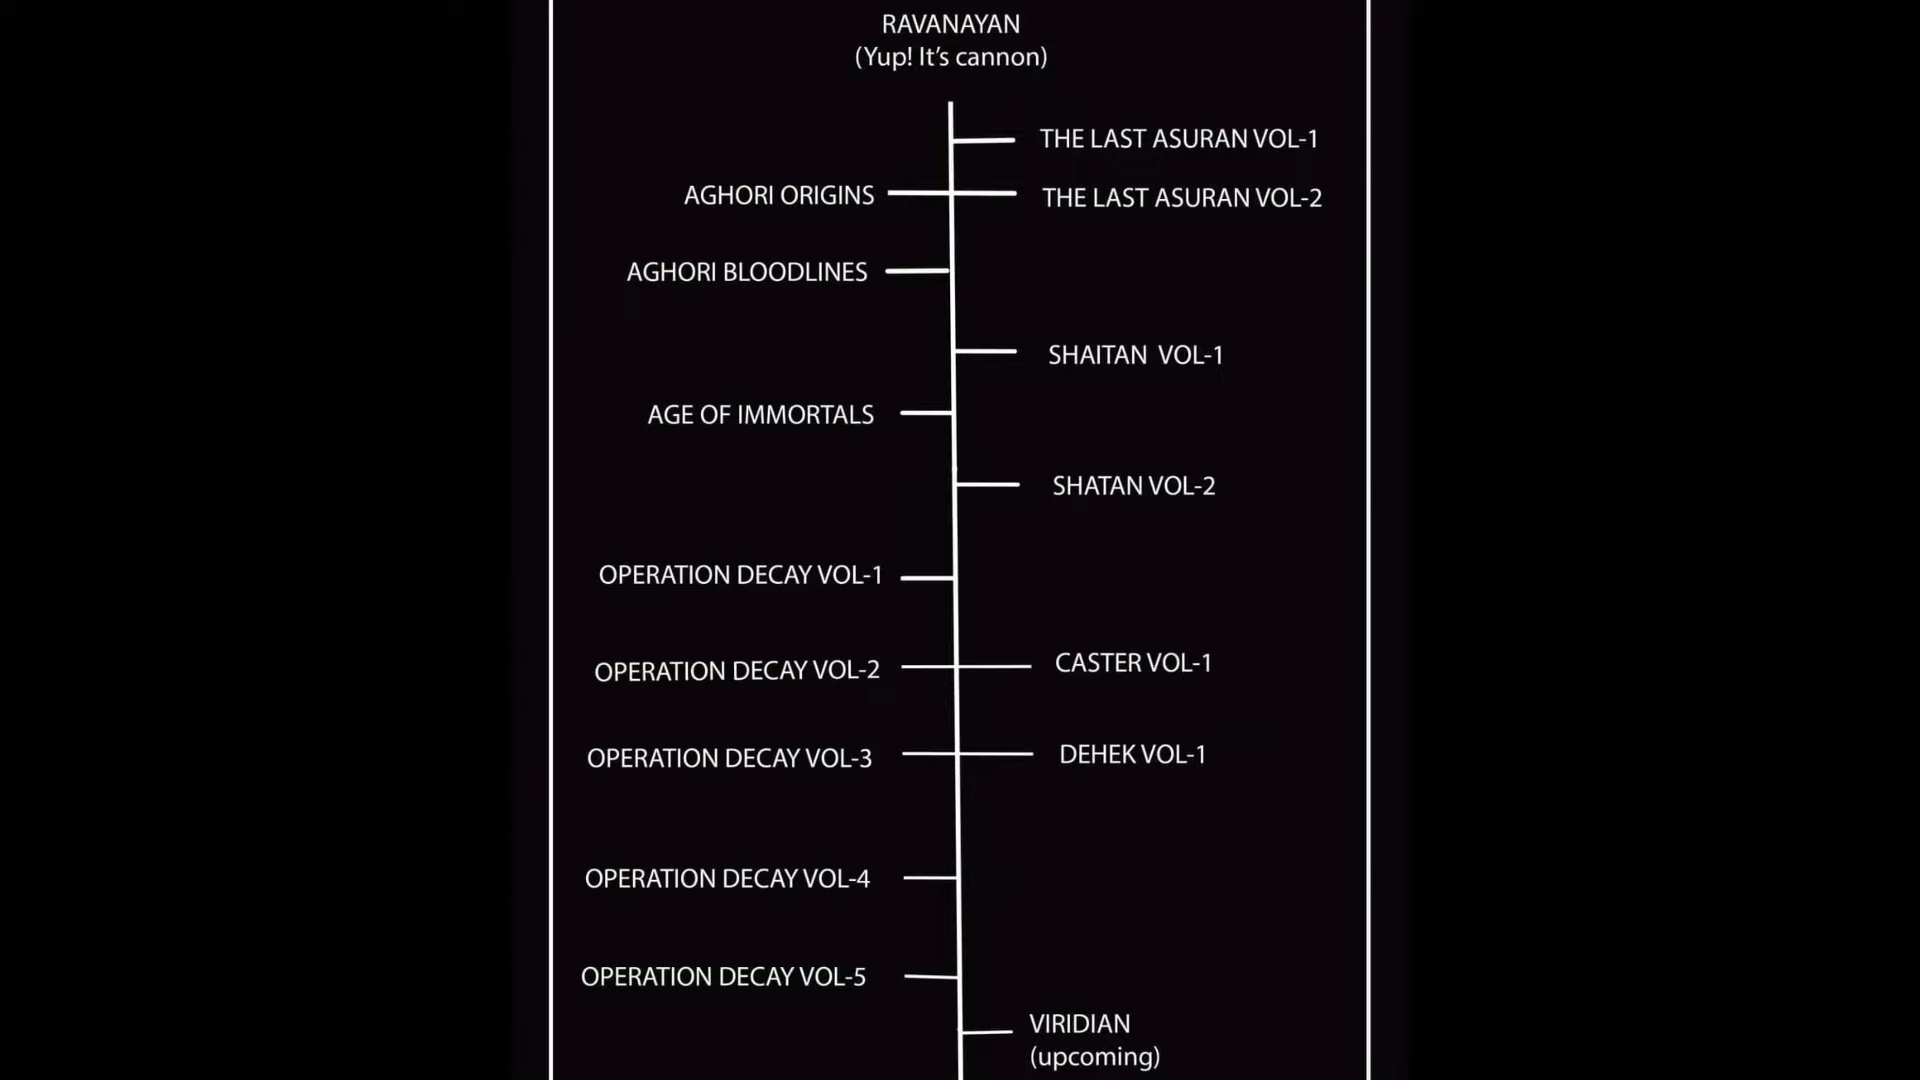 RAVANAYAN
(Yup! It's cannon)
THE LAST ASURAN VOL-1
AGHORI ORIGINS
THE LAST ASURAN VOL-2
AGHORI BLOODLINES
SHAITAN  VOL-1
AGE OF IMMORTALS
SHATAN VOL-2
OPERATION DECAY VOL-1
OPERATION DECAY VOL-2
CASTER VOL-1
OPERATION DECAY VOL-3
DEHEK VOL-1
OPERATION DECAY VOL-4
OPERATION DECAY VOL-5
VIRIDIAN
(upcoming)